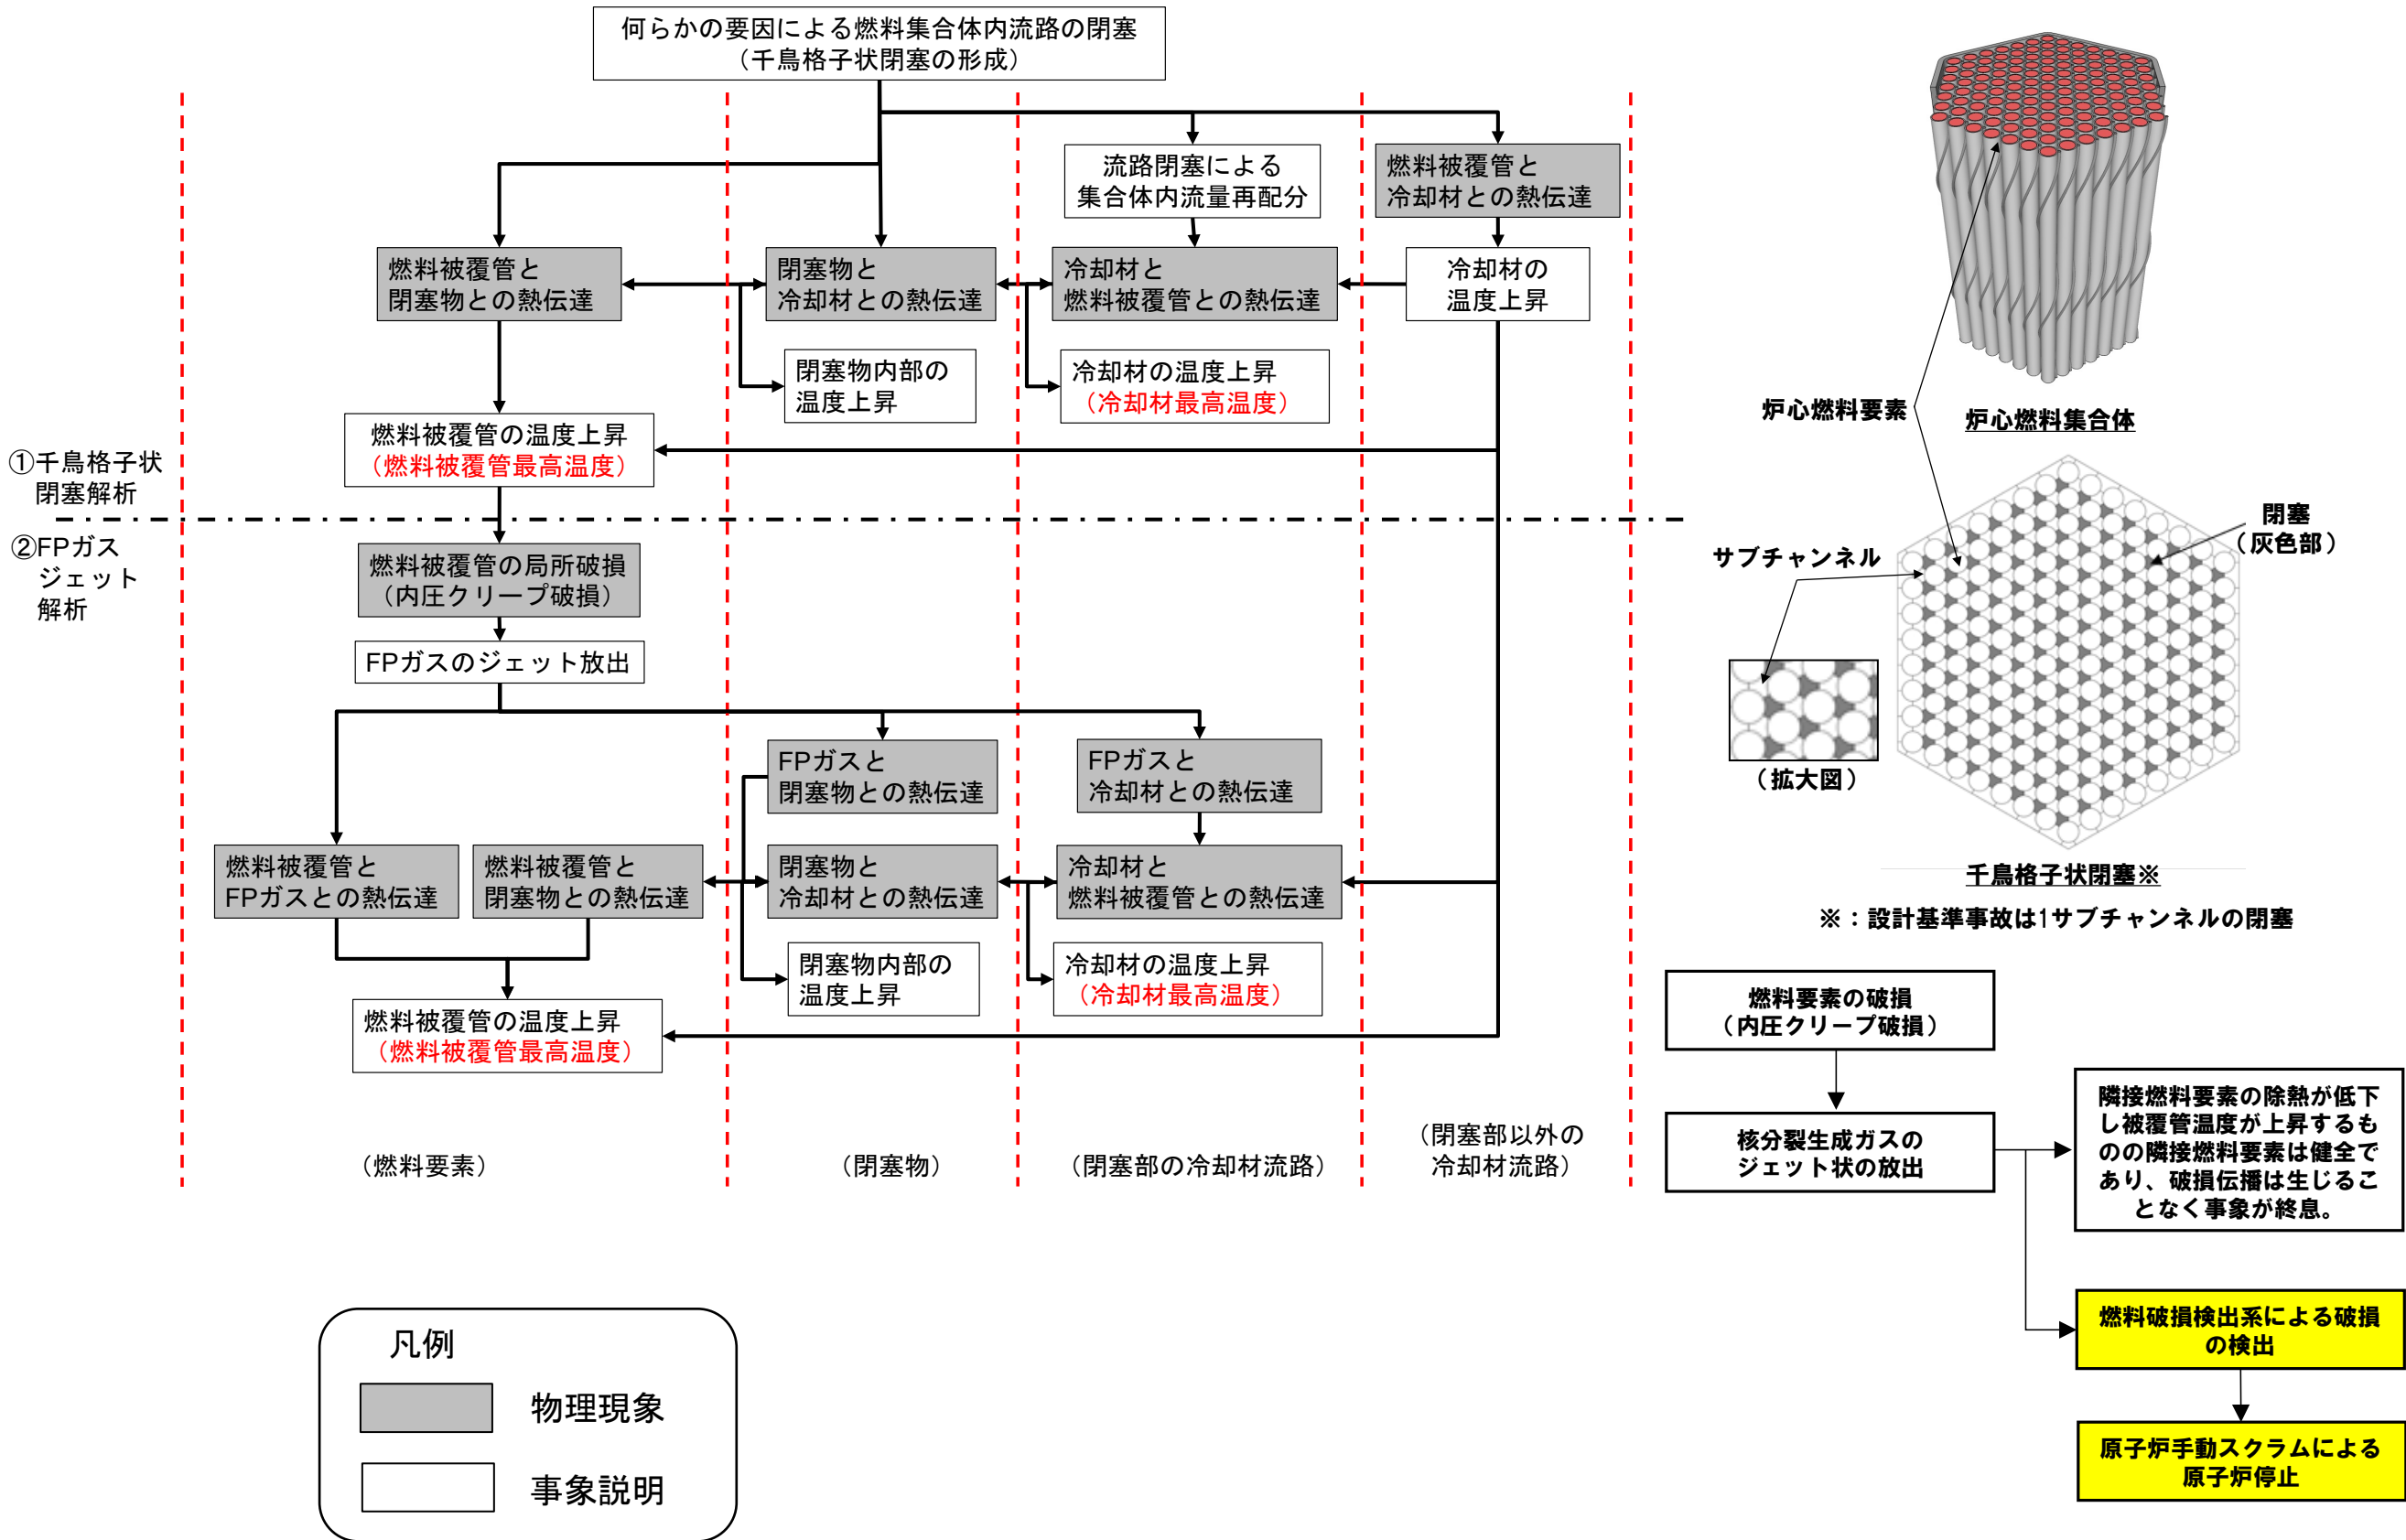 何らかの要因による燃料集合体内流路の閉塞
（千鳥格子状閉塞の形成）
流路閉塞による
集合体内流量再配分
燃料被覆管と
冷却材との熱伝達
燃料被覆管と
閉塞物との熱伝達
閉塞物と
冷却材との熱伝達
冷却材と
燃料被覆管との熱伝達
冷却材の
温度上昇
閉塞物内部の
温度上昇
冷却材の温度上昇
（冷却材最高温度）
燃料被覆管の温度上昇
（燃料被覆管最高温度）
①千鳥格子状
閉塞解析
②FPガス
ジェット
解析
燃料被覆管の局所破損
（内圧クリープ破損）
FPガスのジェット放出
FPガスと
閉塞物との熱伝達
FPガスと
冷却材との熱伝達
燃料被覆管と
FPガスとの熱伝達
燃料被覆管と
閉塞物との熱伝達
閉塞物と
冷却材との熱伝達
冷却材と
燃料被覆管との熱伝達
閉塞物内部の
温度上昇
冷却材の温度上昇
（冷却材最高温度）
燃料被覆管の温度上昇
（燃料被覆管最高温度）
（燃料要素）
（閉塞物）
（閉塞部の冷却材流路）
（閉塞部以外の
冷却材流路）
凡例
物理現象
事象説明
炉心燃料要素
炉心燃料集合体
閉塞
（灰色部）
サブチャンネル
（拡大図）
千鳥格子状閉塞※
※：設計基準事故は1サブチャンネルの閉塞
燃料要素の破損
（内圧クリープ破損）
核分裂生成ガスの
ジェット状の放出
隣接燃料要素の除熱が低下
し被覆管温度が上昇するも
のの隣接燃料要素は健全で
あり、破損伝播は生じるこ
となく事象が終息。
燃料破損検出系による破損
の検出
原子炉手動スクラムによる
原子炉停止